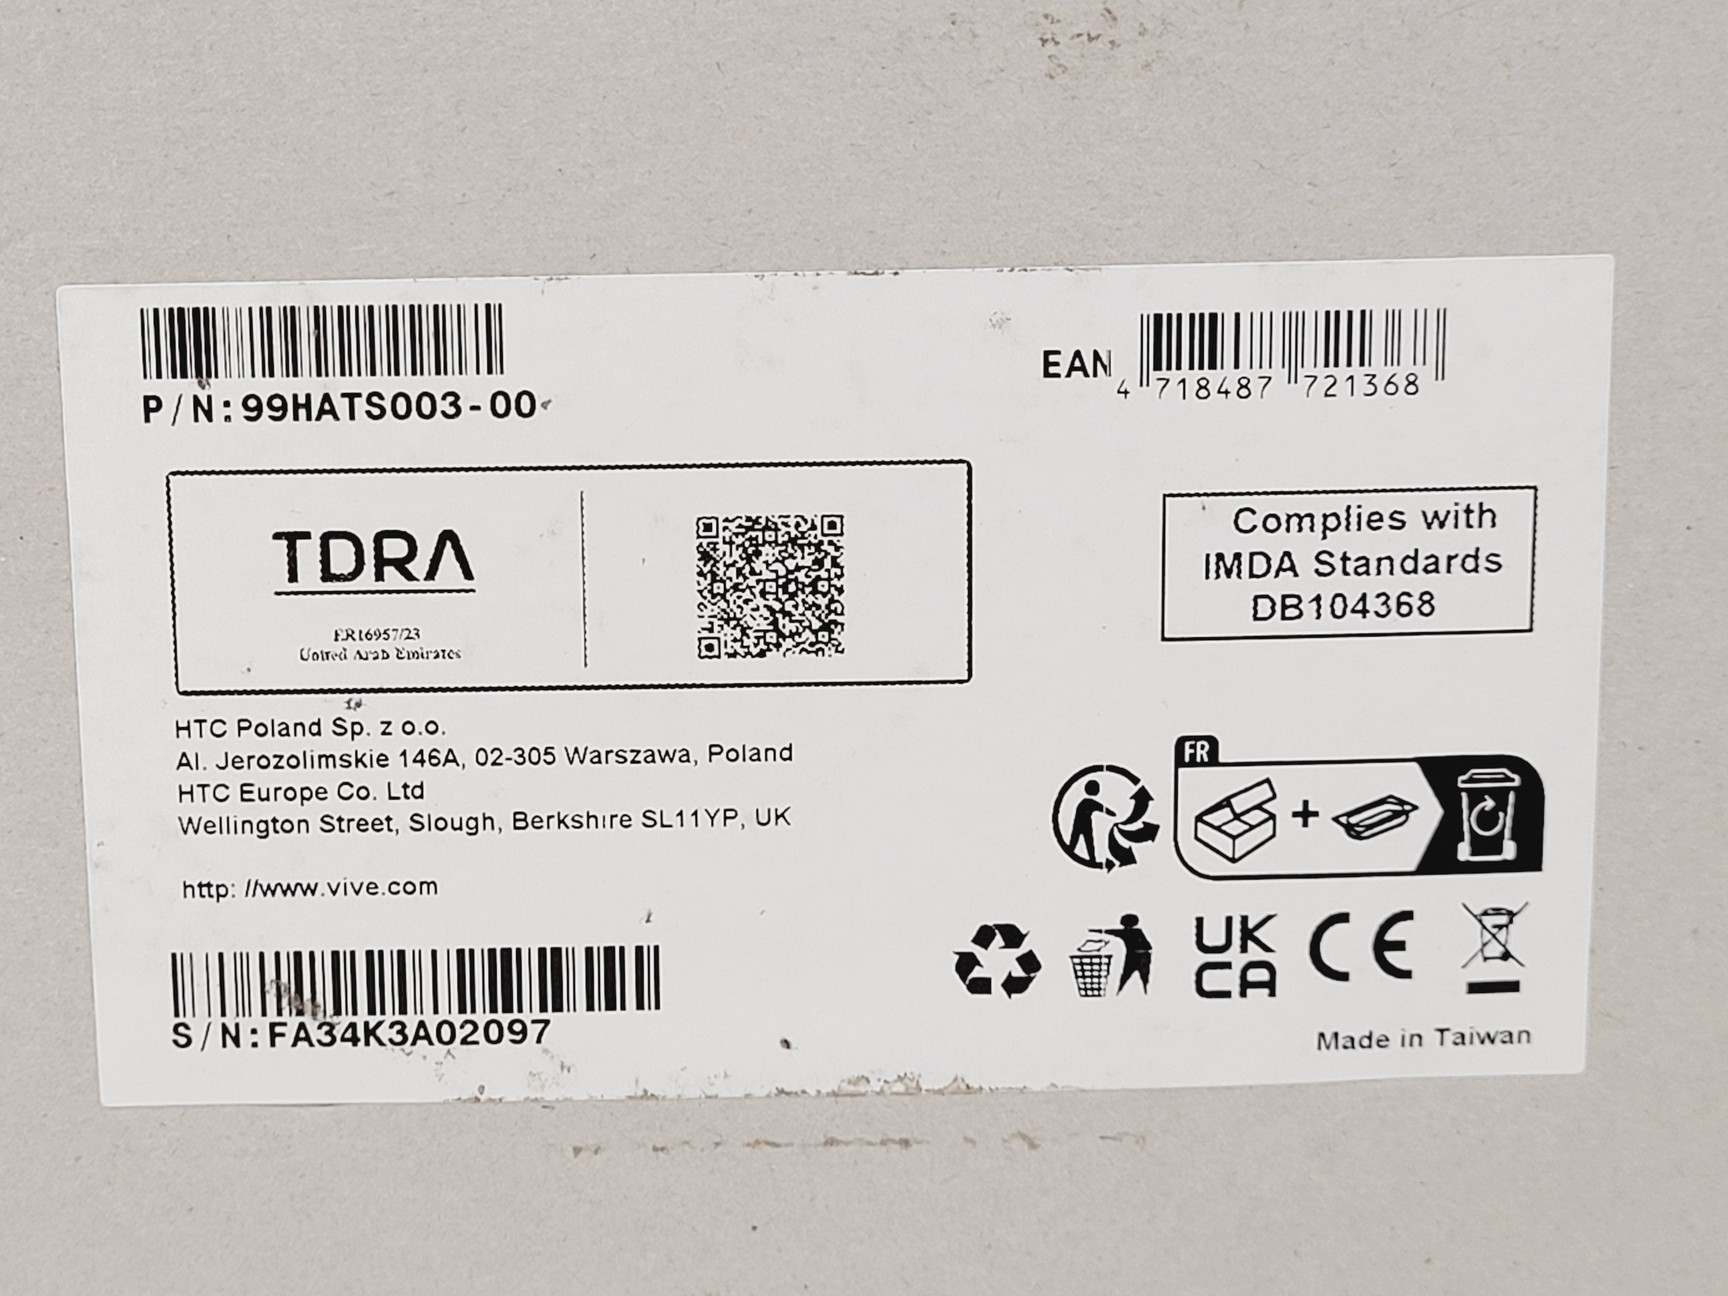 P/N:99HATS003-00
EAN
4 718487 721368
TDRA
ER16957/23
United Arab Emirates
Complies with
IMDA Standards
DB104368
HTC Poland Sp. z o.o.
Al. Jerozolimskie 146A, 02-305 Warszawa, Poland
HTC Europe Co. Ltd
Wellington Street, Slough, Berkshire SL11YP, UK
http: //www.vive.com
FR
+
UK
CA
CE
S/N:FA34K3A02097
Made in Taiwan